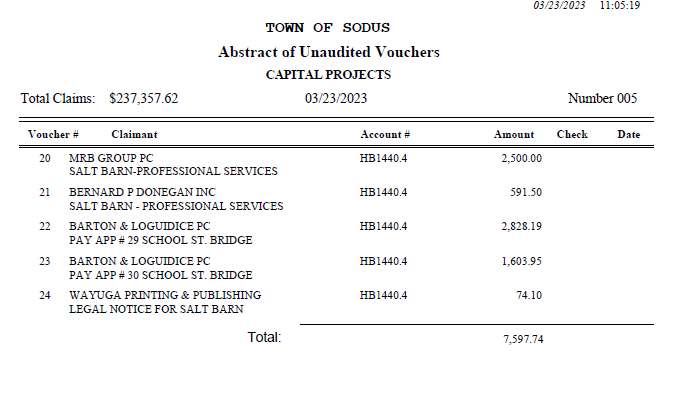 03/23/2023 11:05:19
TOWN OF SODUS
Abstract of Unaudited Vouchers
CAPITAL PROJECTS
Total Claims: $237,357.62 03/23/2023 Number 005
Voucher # Claimant Account # Amount Check Date
20 MRB GROUP PC HB1440.4 2,500.00
SALT BARN-PROFESSIONAL SERVICES
21 BERNARD P DONEGAN INC HB1440.4 591.50
SALT BARN - PROFESSIONAL SERVICES
22 BARTON & LOGUIDICE PC HB1440.4 2,828.19
PAY APP # 29 SCHOOL ST. BRIDGE
23 BARTON & LOGUIDICE PC HB1440.4 1,603.95
PAY APP # 30 SCHOOL ST. BRIDGE
24 WAYUGA PRINTING & PUBLISHING HB1440.4 74.10
LEGAL NOTICE FOR SALT BARN
Total: 7,597.74